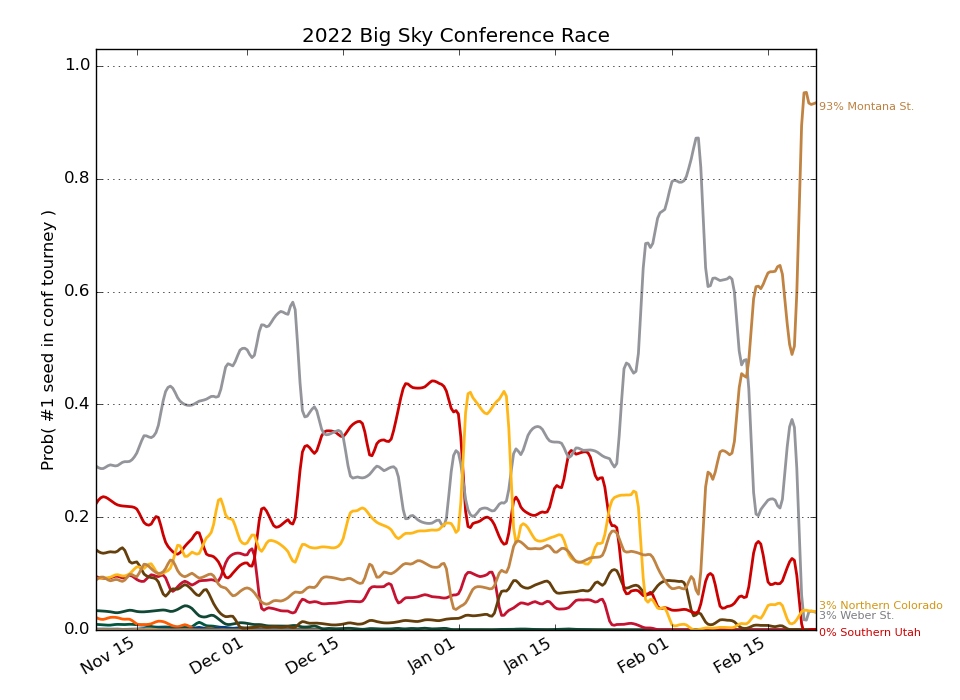 2022 Big Sky Conference Race
Prob( #1 seed in conf tourney )
1.0
0.8
0.6
0.4
0.2
0.0
Nov 15
Dec 01
Dec 15
Jan 01
Jan 15
Feb 01
Feb 15
93% Montana St.
3% Northern Colorado
3% Weber St.
0% Southern Utah